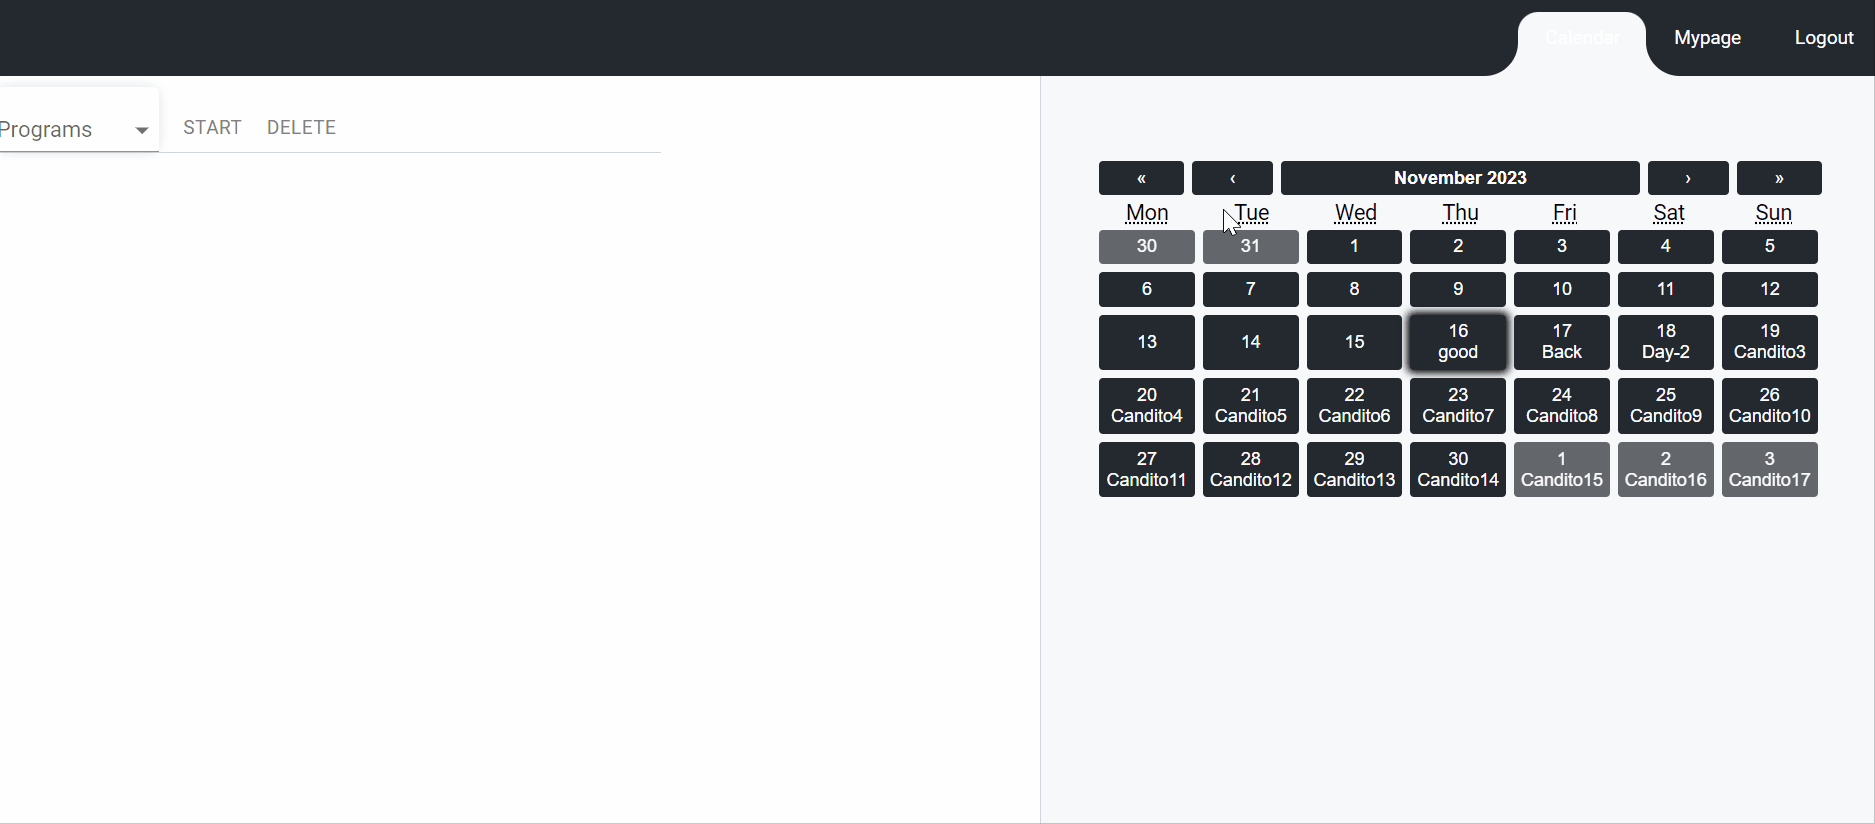 Calendar Mypage Logout
Programs START DELETE
« ‹ November 2023 › »
Mon Tue Wed Thu Fri Sat Sun
30 31 1 2 3 4 5
6 7 8 9 10 11 12
13 14 15 16 17 18 19
good Back Day-2 Candito3
20 21 22 23 24 25 26
Candito4 Candito5 Candito6 Candito7 Candito8 Candito9 Candito10
27 28 29 30 1 2 3
Candito11 Candito12 Candito13 Candito14 Candito15 Candito16 Candito17